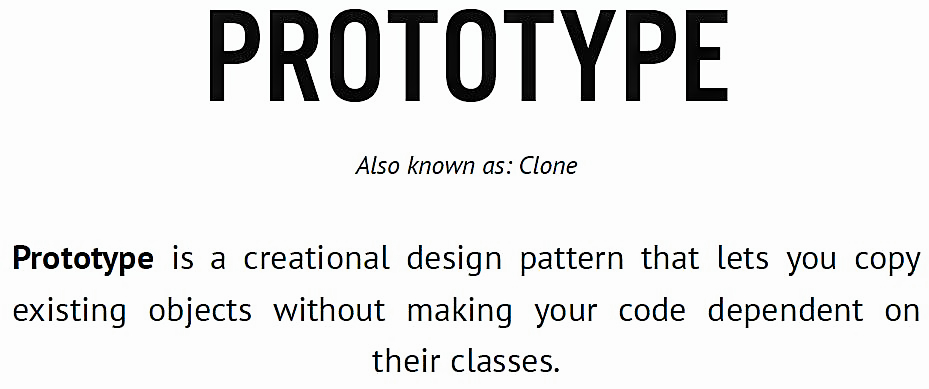 PROTOTYPE
Also known as: Clone
Prototype is a creational design pattern that lets you copy
existing objects without making your code dependent on
their classes.